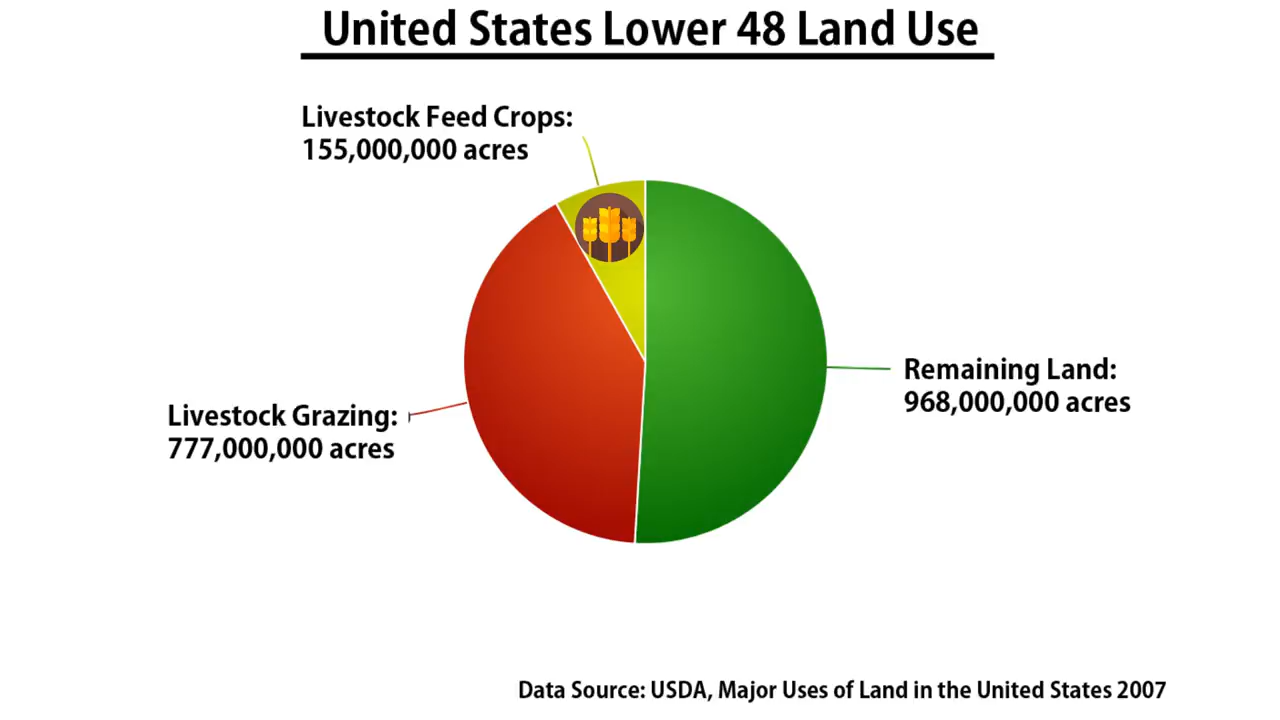 United States Lower 48 Land Use
Livestock Feed Crops:
155,000,000 acres
Remaining Land:
968,000,000 acres
Livestock Grazing:
777,000,000 acres
Data Source: USDA, Major Uses of Land in the United States 2007